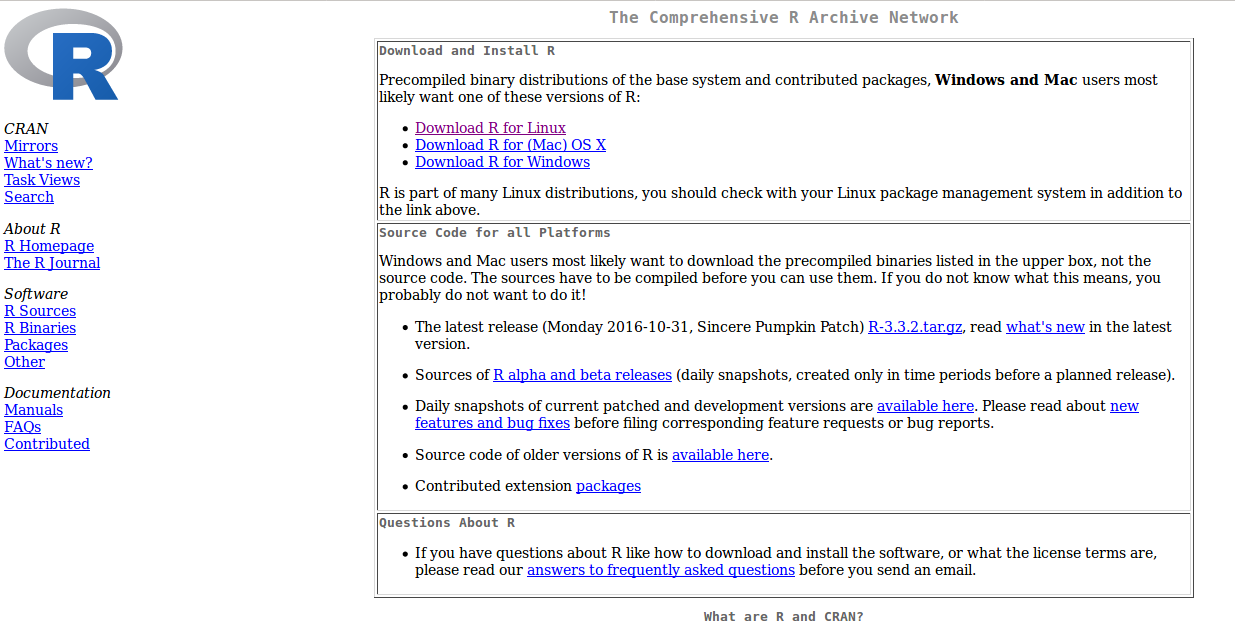 R
CRAN
Mirrors
What's new?
Task Views
Search
About R
R Homepage
The R Journal
Software
R Sources
R Binaries
Packages
Other
Documentation
Manuals
FAQs
Contributed
The Comprehensive R Archive Network
Download and Install R
Precompiled binary distributions of the base system and contributed packages, Windows and Mac users most
likely want one of these versions of R:
• Download R for Linux
• Download R for (Mac) OS X
• Download R for Windows
R is part of many Linux distributions, you should check with your Linux package management system in addition to
the link above.
Source Code for all Platforms
Windows and Mac users most likely want to download the precompiled binaries listed in the upper box, not the
source code. The sources have to be compiled before you can use them. If you do not know what this means, you
probably do not want to do it!
• The latest release (Monday 2016-10-31, Sincere Pumpkin Patch) R-3.3.2.tar.gz, read what's new in the latest
version.
• Sources of R alpha and beta releases (daily snapshots, created only in time periods before a planned release).
• Daily snapshots of current patched and development versions are available here. Please read about new
features and bug fixes before filing corresponding feature requests or bug reports.
• Source code of older versions of R is available here.
• Contributed extension packages
Questions About R
• If you have questions about R like how to download and install the software, or what the license terms are,
please read our answers to frequently asked questions before you send an email.
What are R and CRAN?